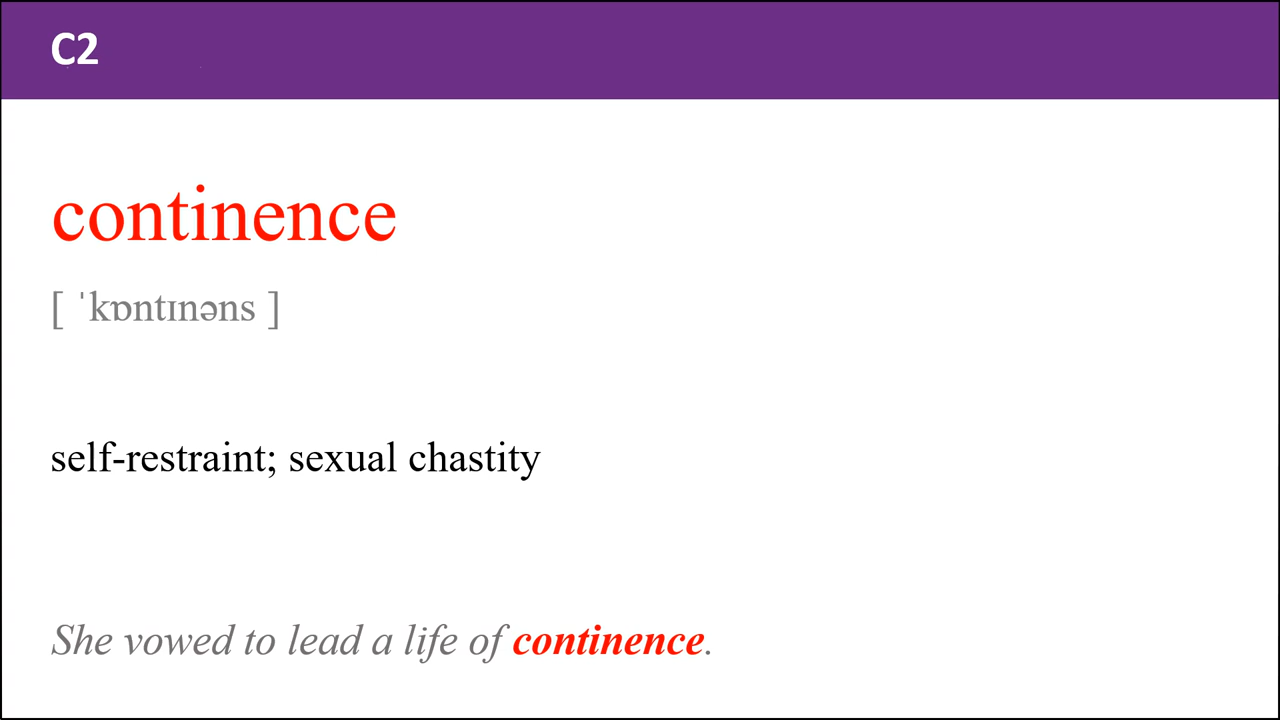 C2
continence
[ ˈkɒntɪnəns ]
self-restraint; sexual chastity
She vowed to lead a life of continence.